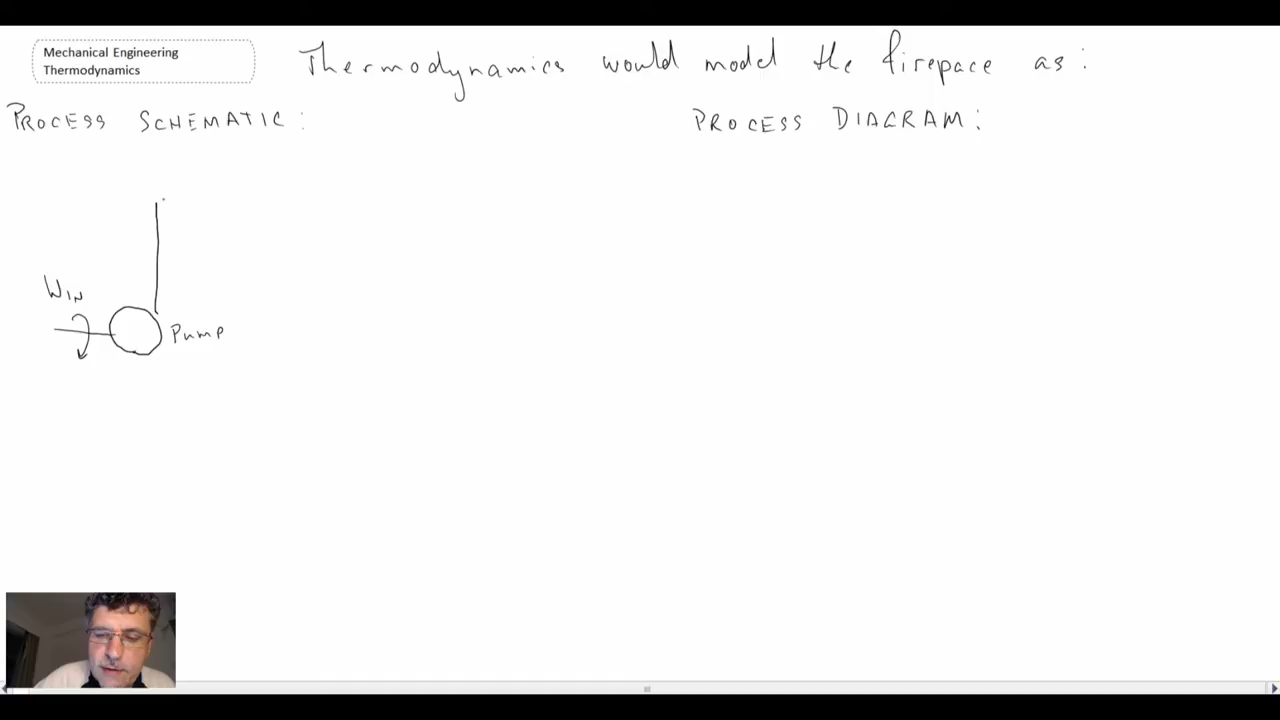 Mechanical Engineering
Thermodynamics
Thermodynamics would model the firepace as:
PROCESS SCHEMATIC:
PROCESS DIAGRAM:
WIN
Pump